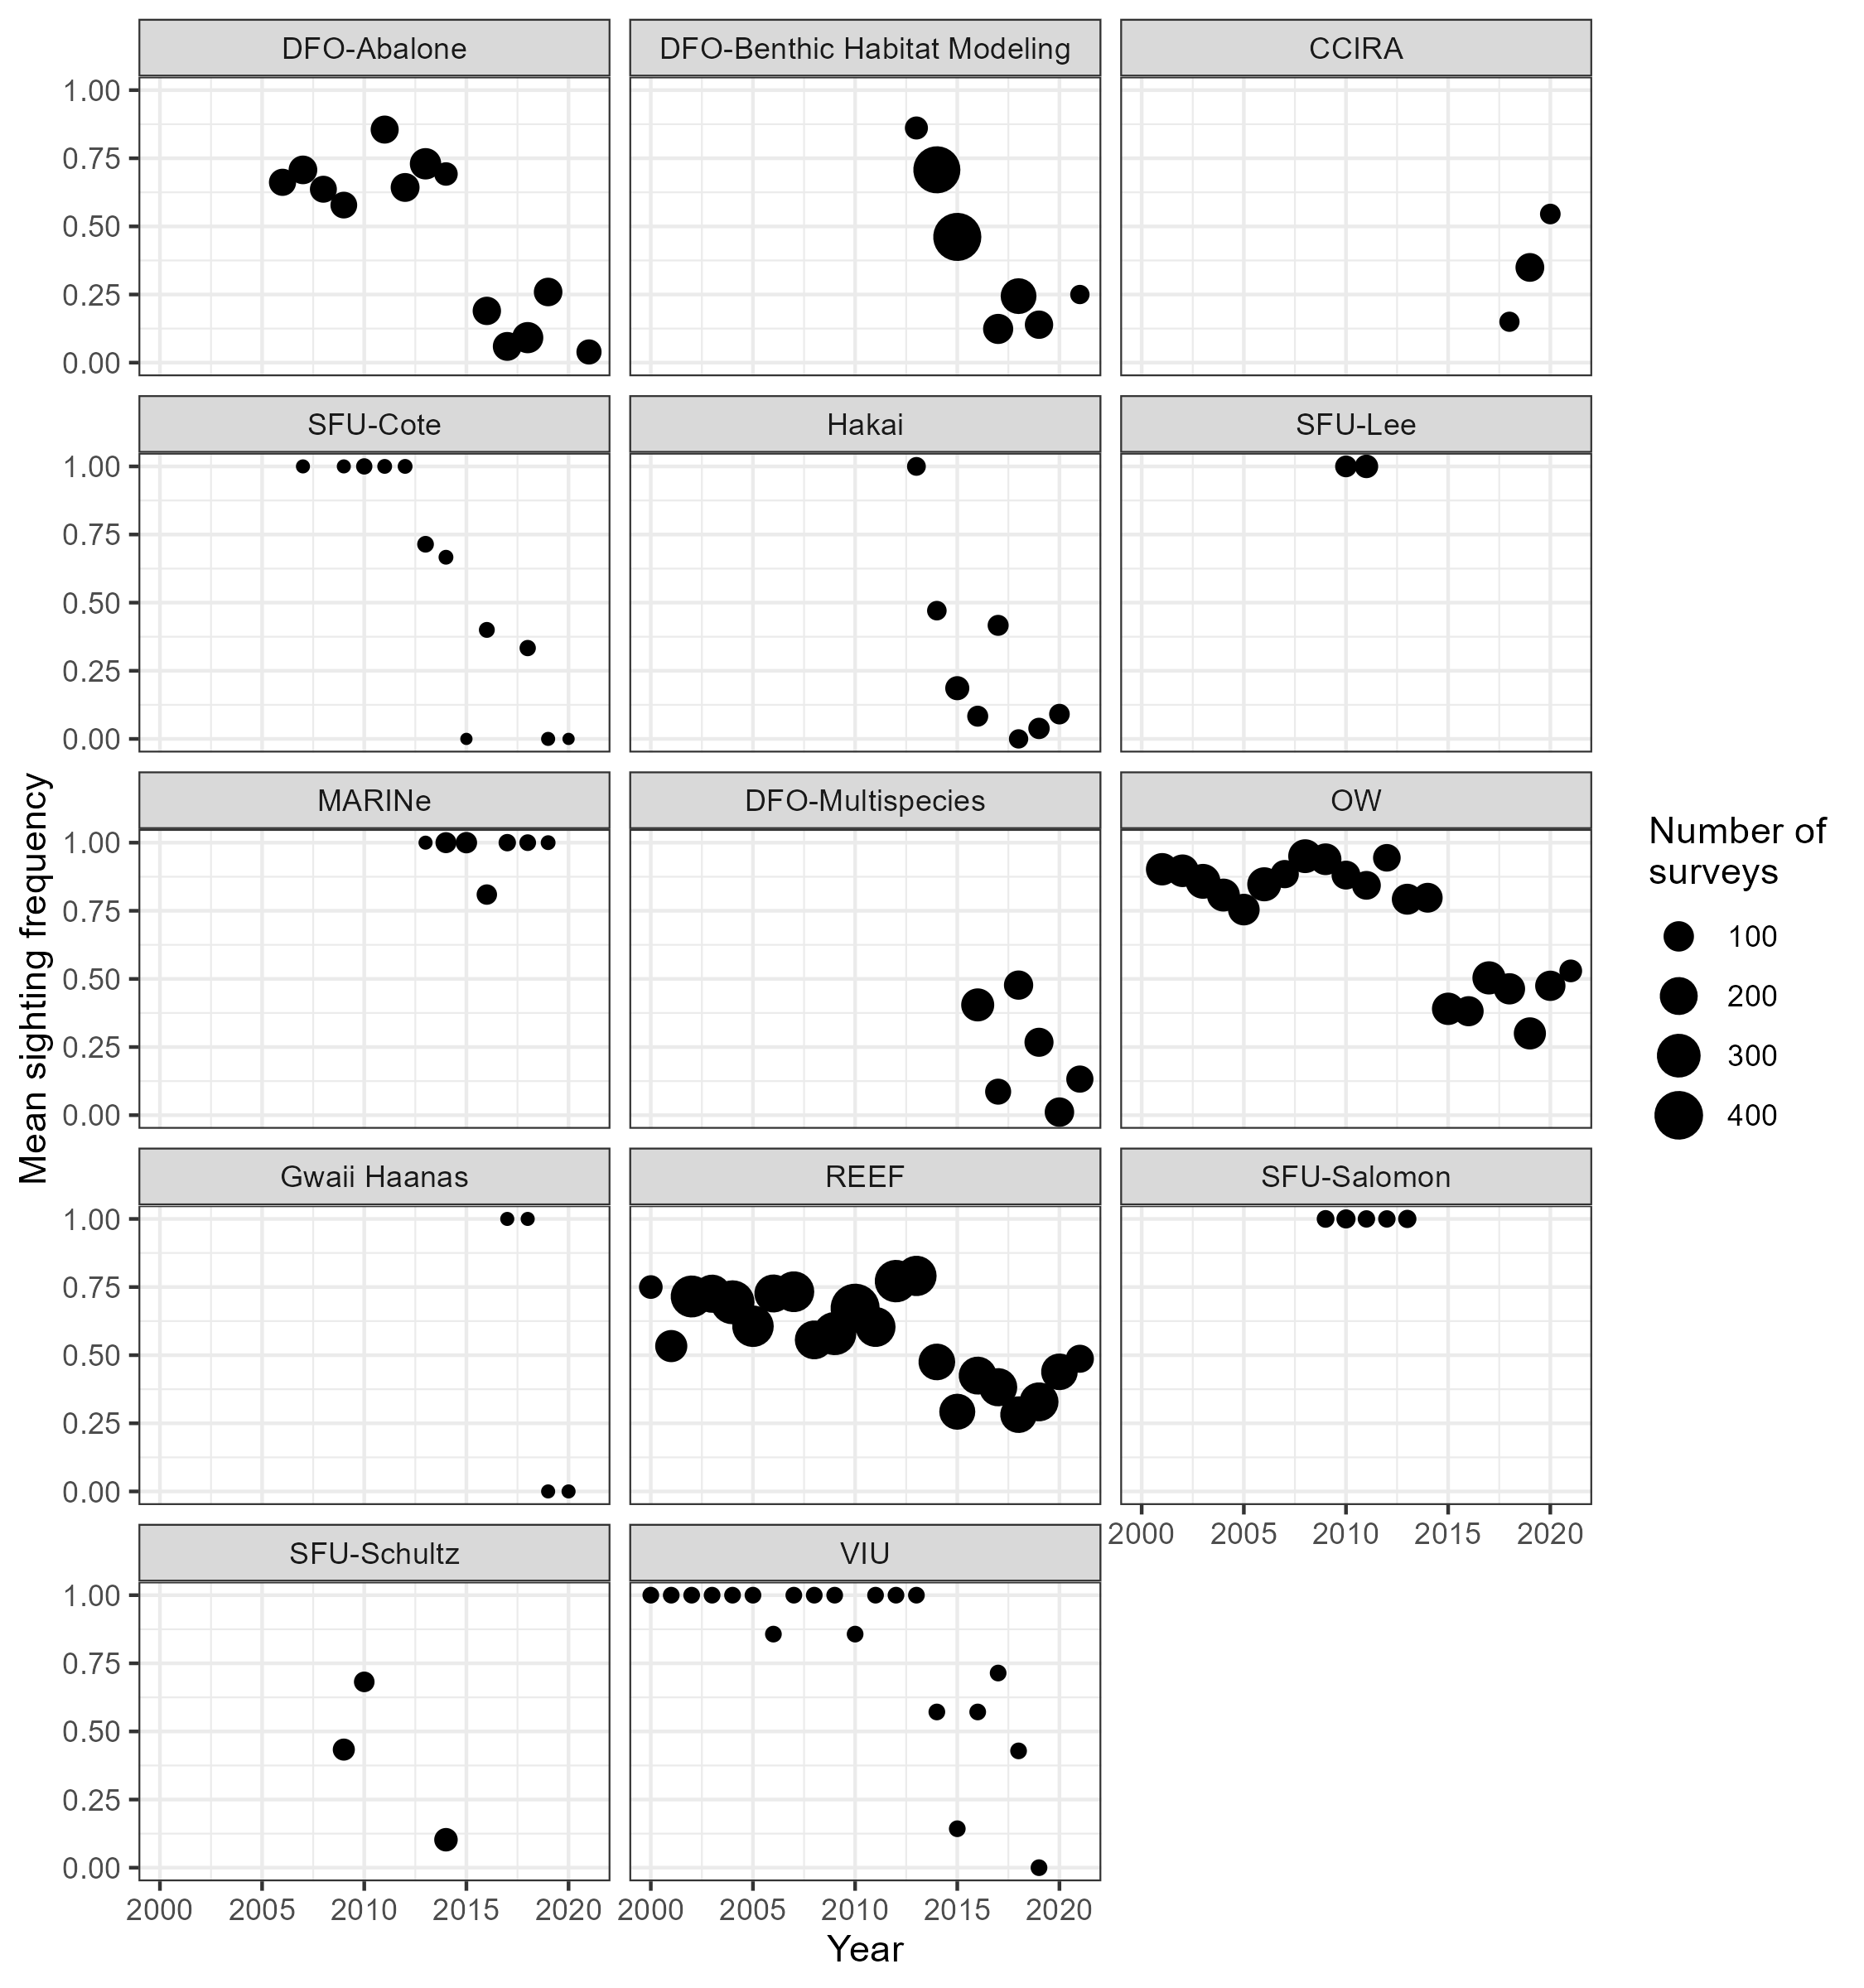 DFO-Abalone
DFO-Benthic Habitat Modeling
CCIRA
1.00
0.75
0.50
0.25
0.00
SFU-Cote
Hakai
SFU-Lee
1.00
0.75
0.50
0.25
0.00
MARINe
DFO-Multispecies
OW
1.00
0.75
0.50
0.25
0.00
Gwaii Haanas
REEF
SFU-Salomon
1.00
0.75
0.50
0.25
0.00
2000 2005 2010 2015 2020
SFU-Schultz
VIU
1.00
0.75
0.50
0.25
0.00
2000 2005 2010 2015 2020
2000 2005 2010 2015 2020
Year
Mean sighting frequency
Number of
surveys
100
200
300
400